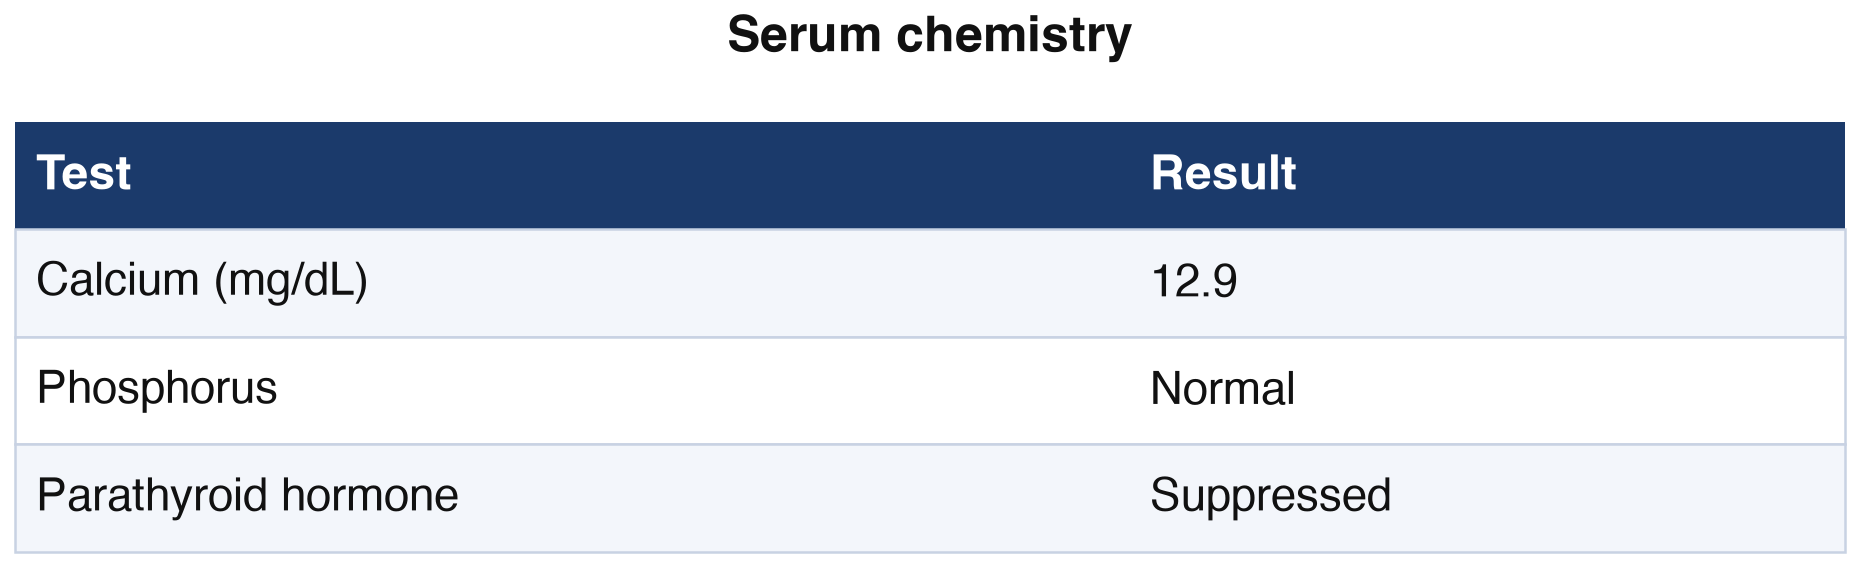 Serum chemistry
Test Result
Calcium (mg/dL) 12.9
Phosphorus Normal
Parathyroid hormone Suppressed